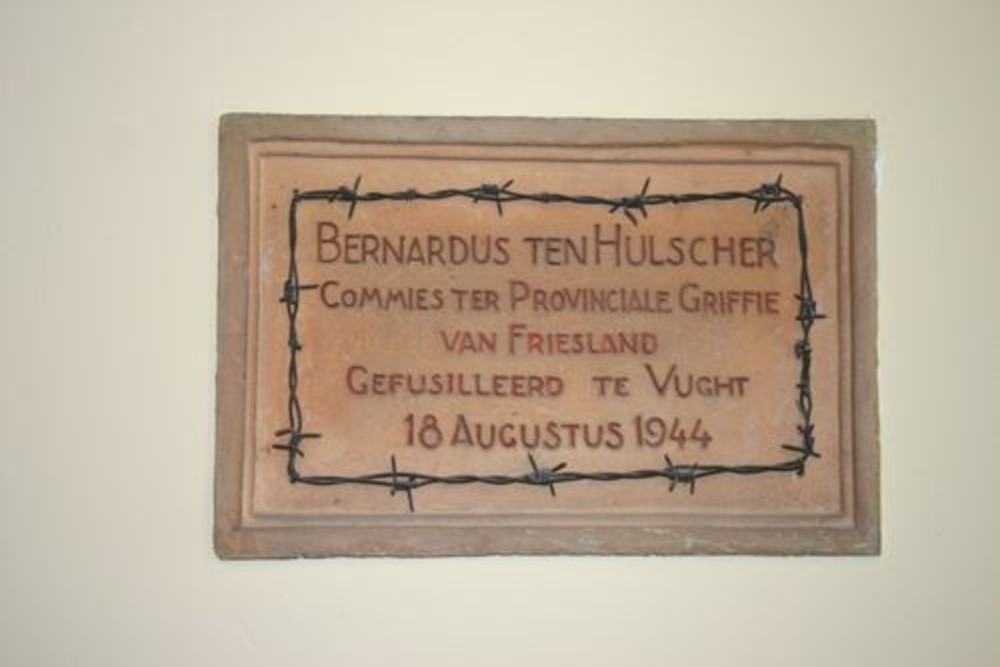 BERNARDUS TEN HULSCHER
COMMIES TER PROVINCIALE GRIFFIE
VAN FRIESLAND
GEFUSILLEERD TE VUGHT
18 AUGUSTUS 1944